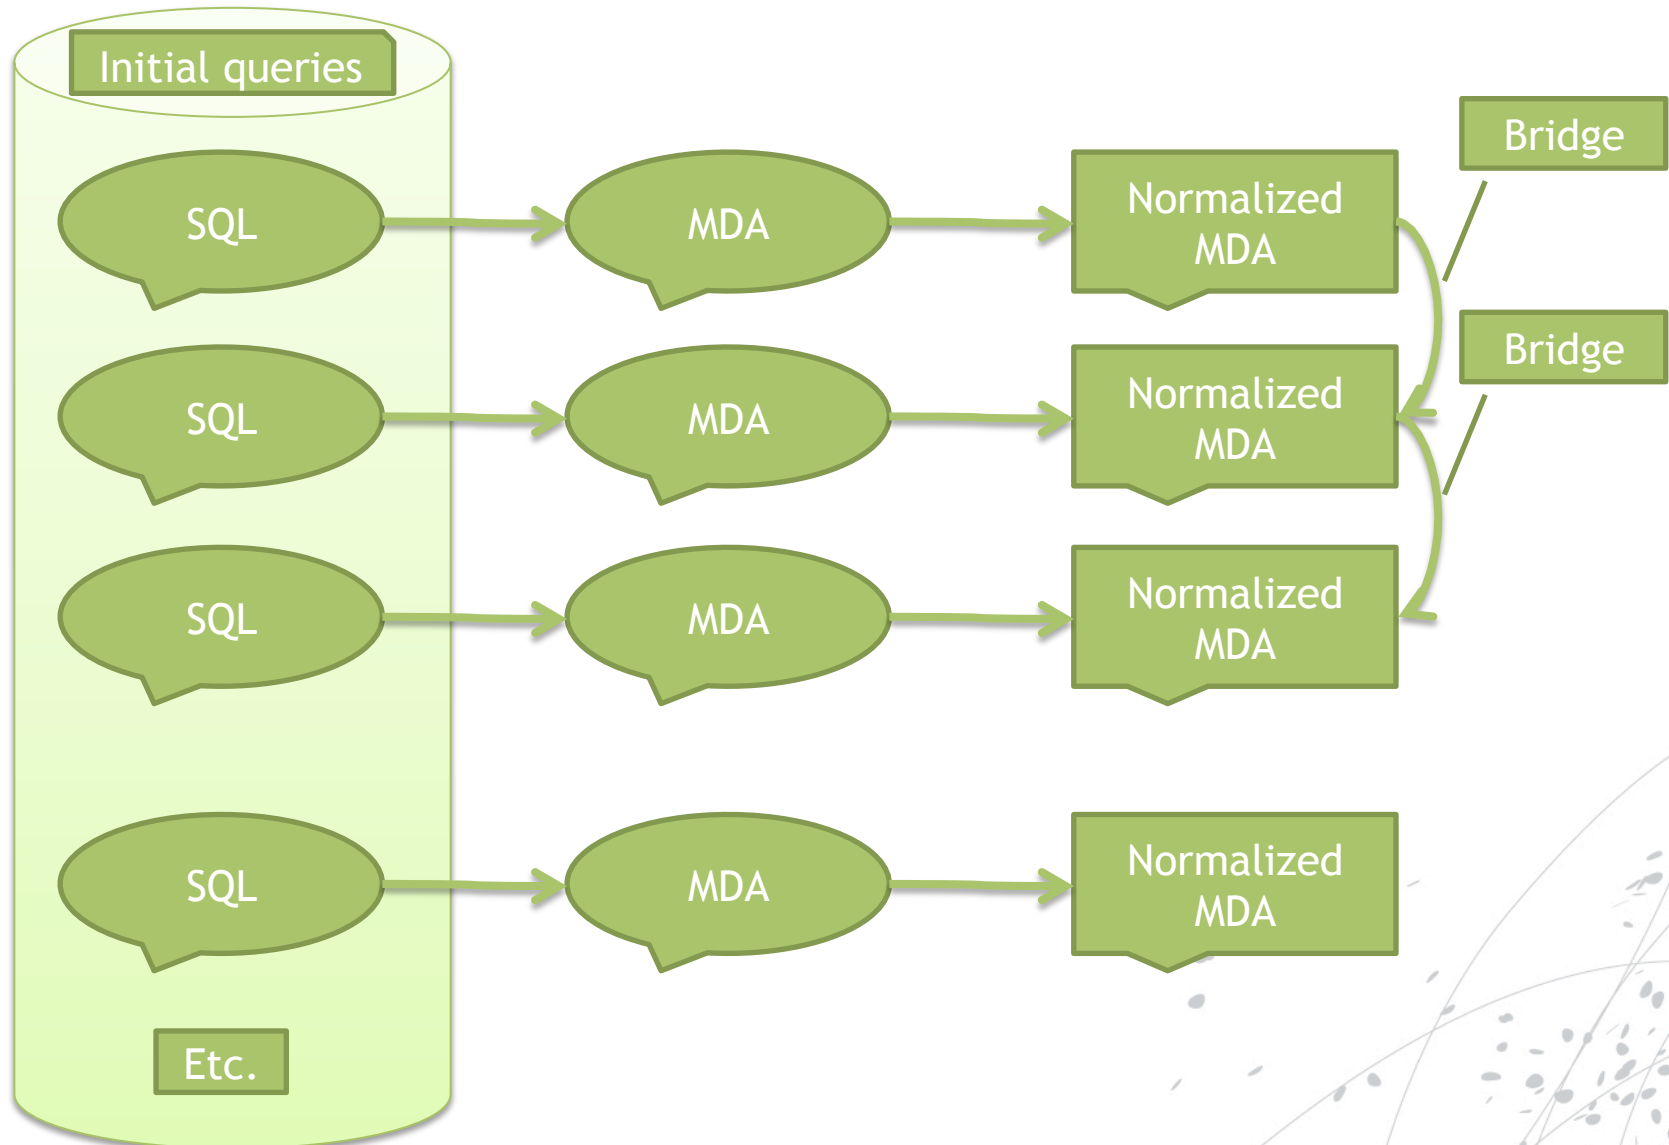 Initial queries
Bridge
SQL
MDA
Normalized
MDA
Bridge
SQL
MDA
Normalized
MDA
SQL
MDA
Normalized
MDA
SQL
MDA
Normalized
MDA
Etc.